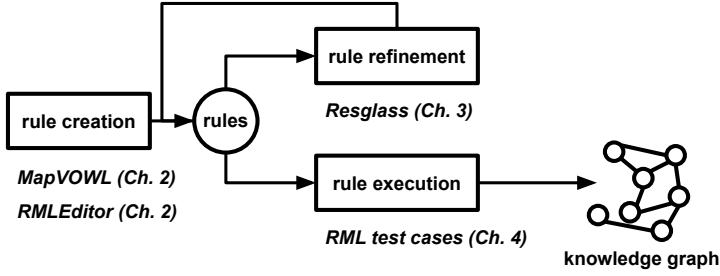 rule refinement
rule creation
rules
Resglass (Ch. 3)
MapVOWL (Ch. 2)
RMLEditor (Ch. 2)
rule execution
RML test cases (Ch. 4)
knowledge graph